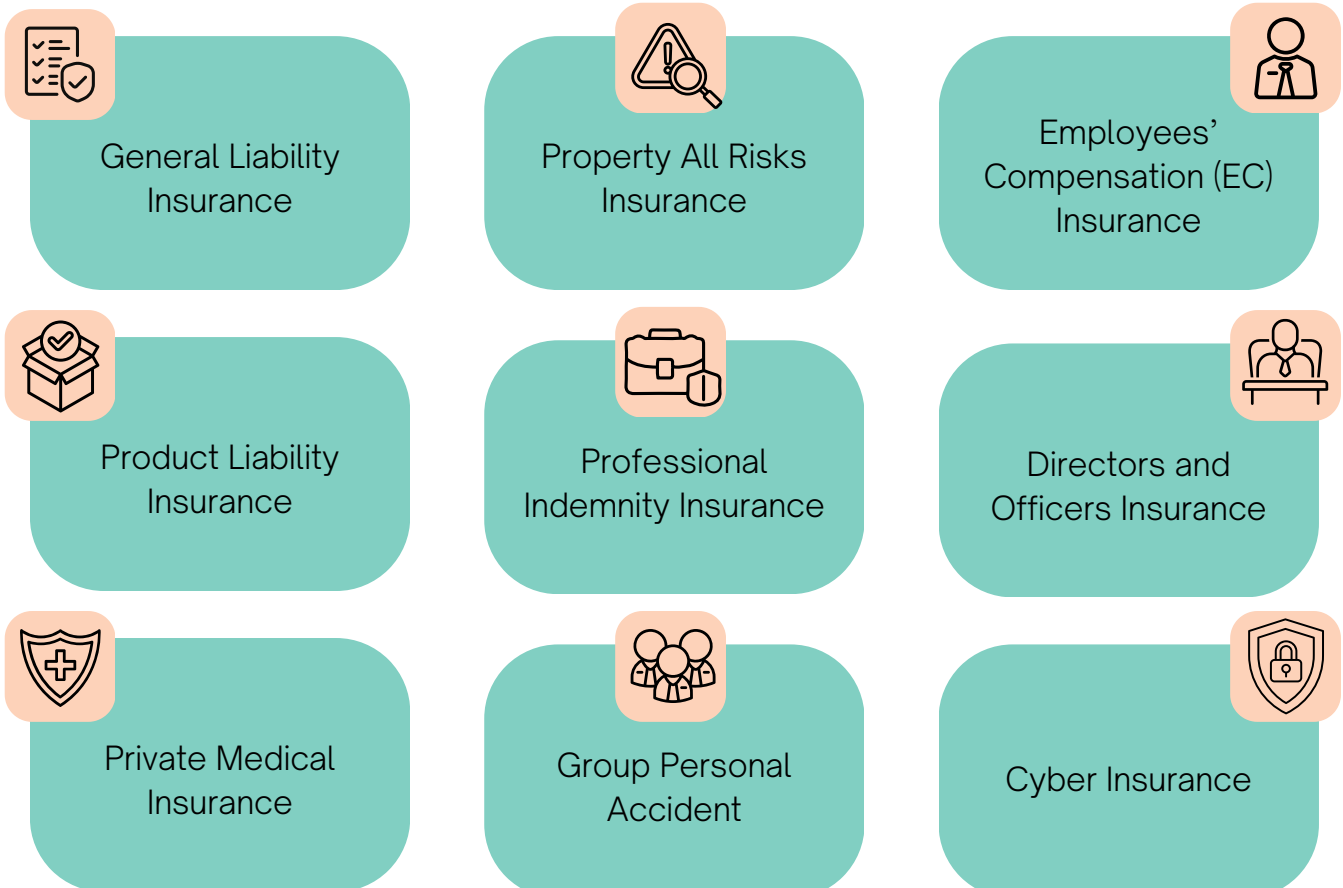 General Liability
Insurance
Property All Risks
Insurance
Employees’
Compensation (EC)
Insurance
Product Liability
Insurance
Professional
Indemnity Insurance
Directors and
Officers Insurance
Private Medical
Insurance
Group Personal
Accident
Cyber Insurance